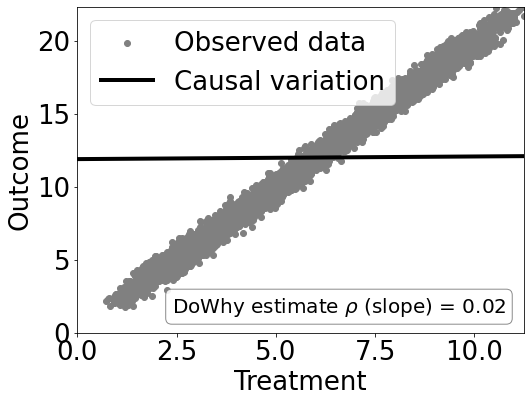 Observed data
Causal variation
20
15
10
5
0
Outcome
DoWhy estimate ρ (slope) = 0.02
0.0 2.5 5.0 7.5 10.0
Treatment